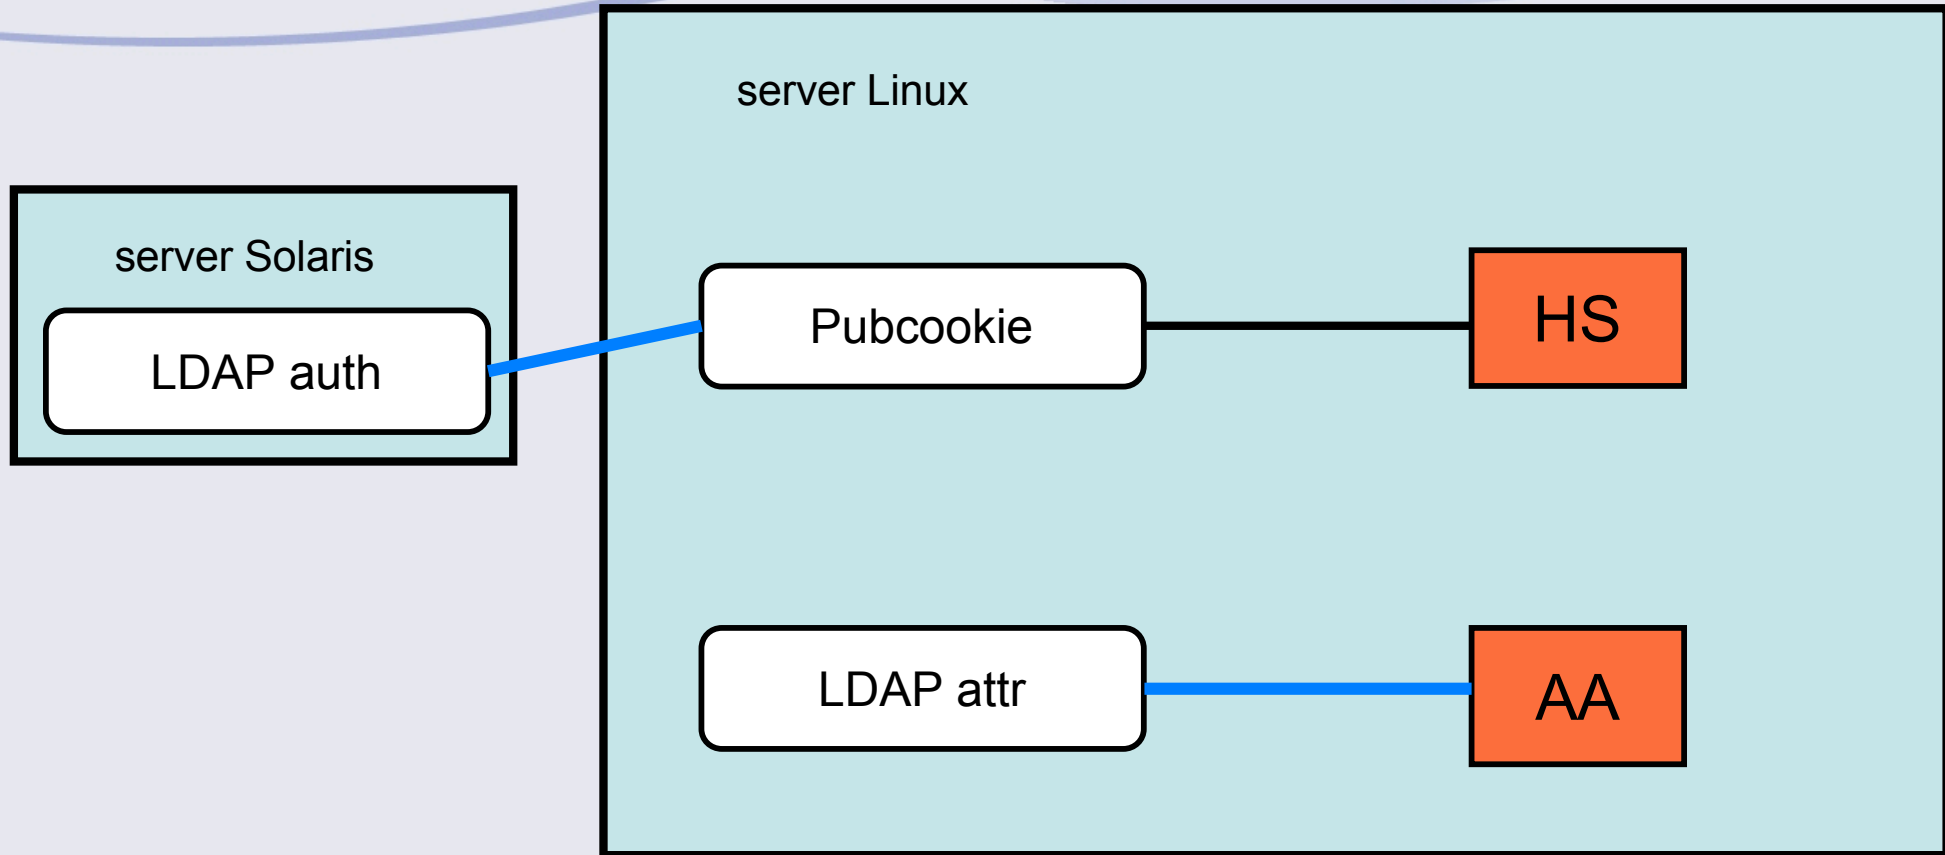 server Linux
server Solaris
LDAP auth
Pubcookie
HS
LDAP attr
AA